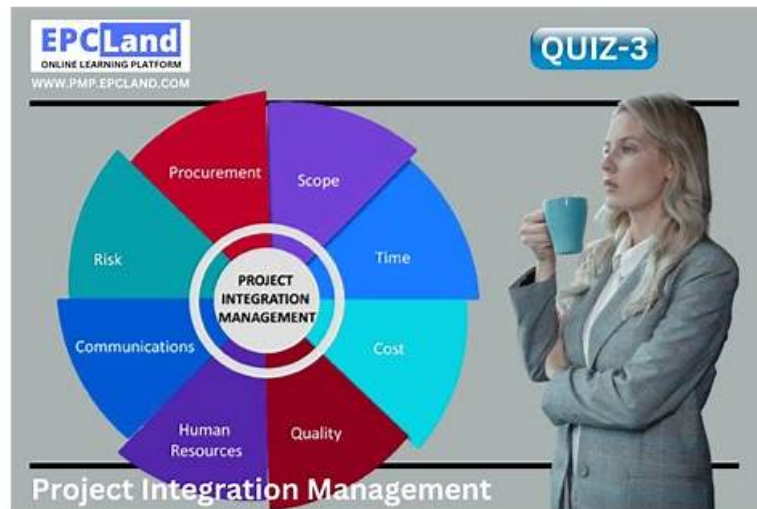 EPCLand
ONLINE LEARNING PLATFORM
WWW.PMP.EPCLAND.COM
QUIZ-3
Procurement
Scope
Risk
Time
PROJECT
INTEGRATION
MANAGEMENT
Communications
Cost
Human
Resources
Quality
Project Integration Management